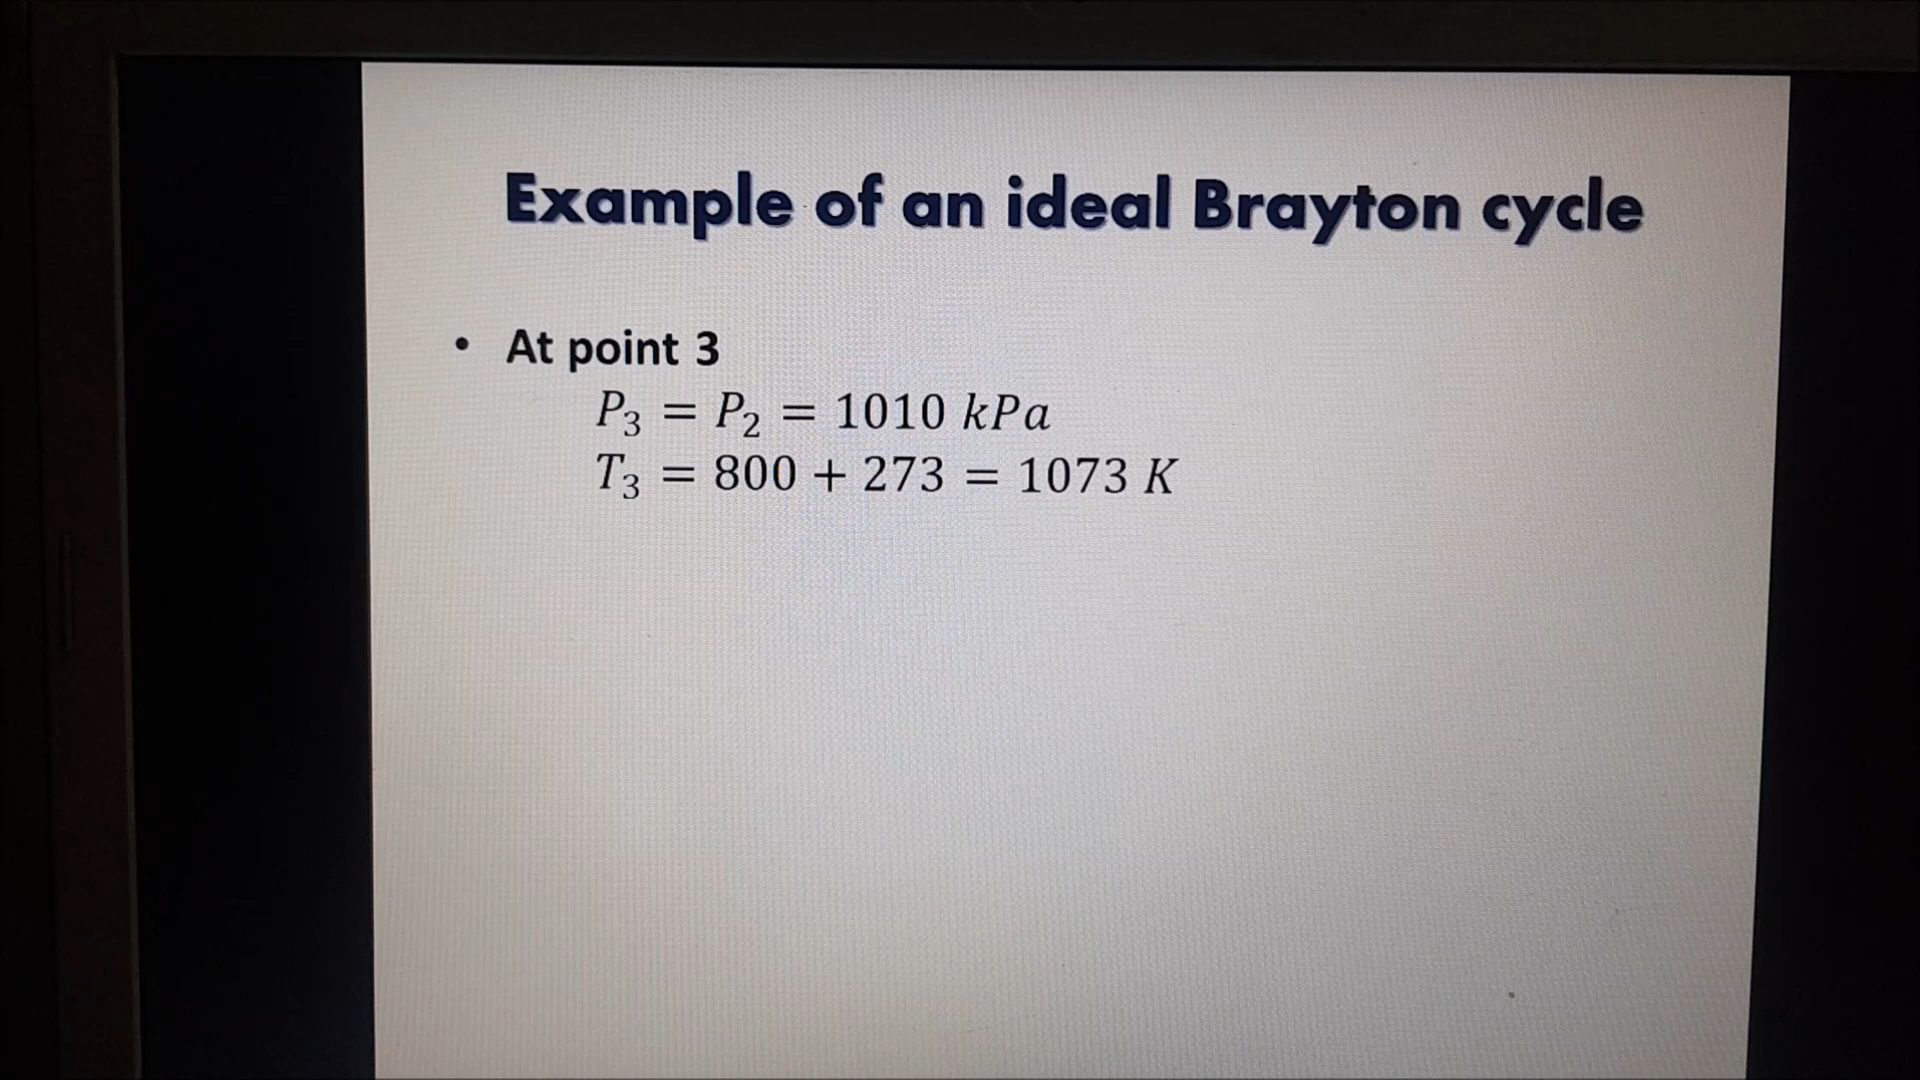 Example of an ideal Brayton cycle
• At point 3
P₃ = P₂ = 1010 kPa
T₃ = 800 + 273 = 1073 K